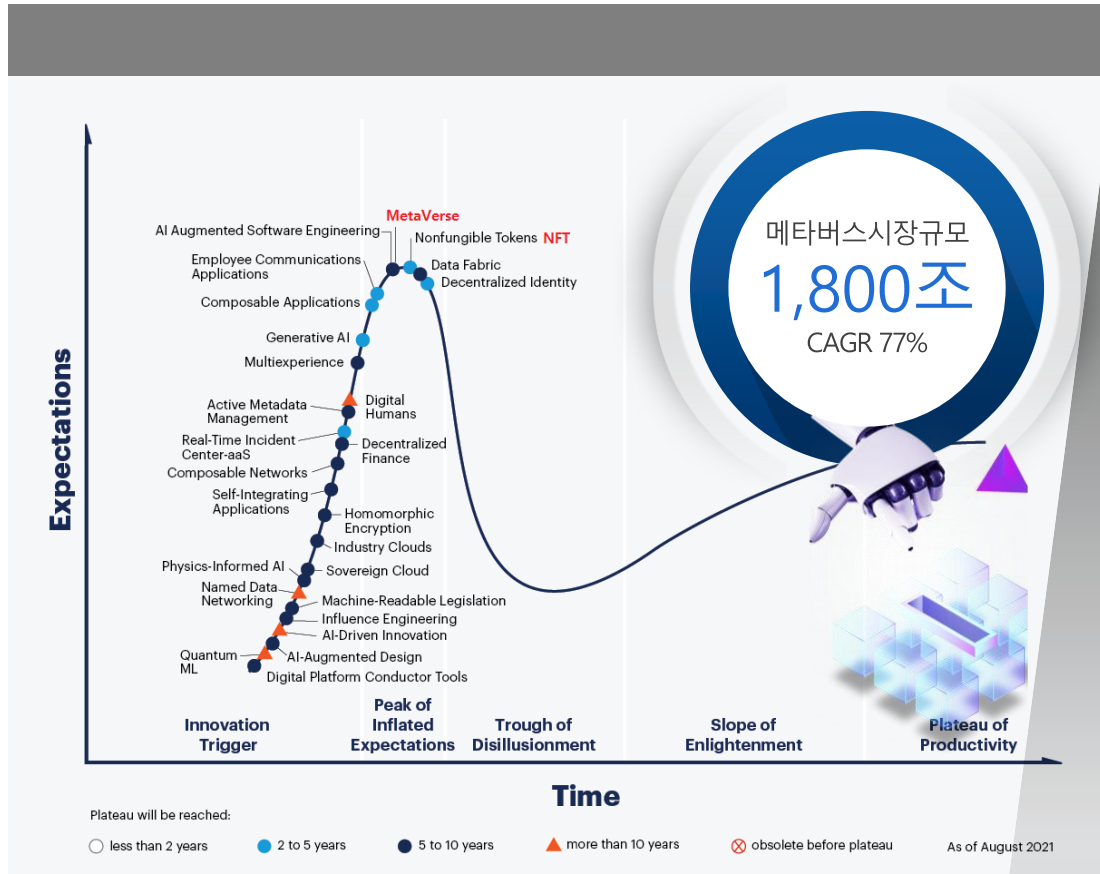 MetaVerse
AI Augmented Software Engineering
Nonfungible Tokens NFT
Employee Communications
Applications
Data Fabric
Decentralized Identity
Composable Applications
Generative AI
Multiexperience
Digital
Humans
Active Metadata
Management
Real-Time Incident
Center-aaS
Decentralized
Finance
Composable Networks
Self-Integrating
Applications
Homomorphic
Encryption
Industry Clouds
Physics-Informed AI
Sovereign Cloud
Named Data
Networking
Machine-Readable Legislation
Influence Engineering
AI-Driven Innovation
Quantum
ML
AI-Augmented Design
Digital Platform Conductor Tools
메타버스시장규모
1,800조
CAGR 77%
Expectations
Innovation
Trigger
Peak of
Inflated
Expectations
Trough of
Disillusionment
Slope of
Enlightenment
Plateau of
Productivity
Time
Plateau will be reached:
less than 2 years
2 to 5 years
5 to 10 years
more than 10 years
obsolete before plateau
As of August 2021